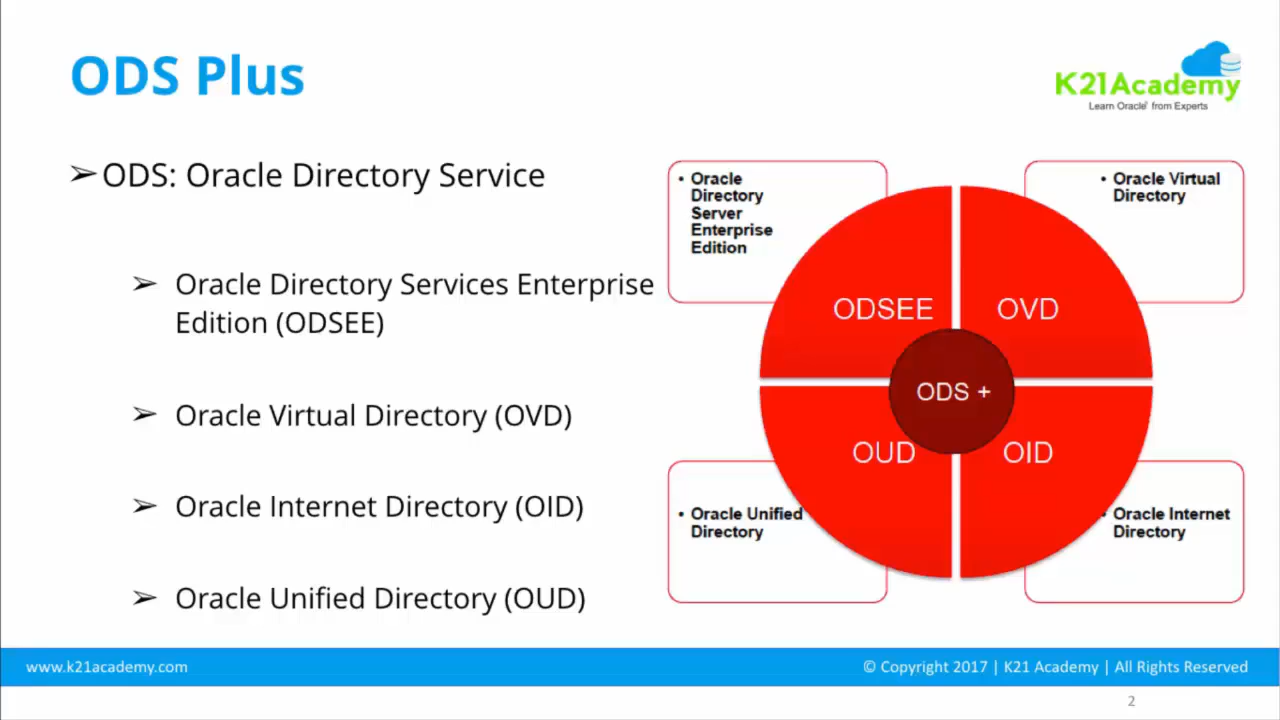 ODS Plus
K21Academy
Learn Oracle' from Experts
➢ODS: Oracle Directory Service
➢ Oracle Directory Services Enterprise
Edition (ODSEE)
➢ Oracle Virtual Directory (OVD)
➢ Oracle Internet Directory (OID)
➢ Oracle Unified Directory (OUD)
• Oracle
Directory
Server
Enterprise
Edition
• Oracle Virtual
Directory
ODSEE
OVD
ODS +
OUD
OID
• Oracle Unified
Directory
• Oracle Internet
Directory
www.k21academy.com
© Copyright 2017 | K21 Academy | All Rights Reserved
2